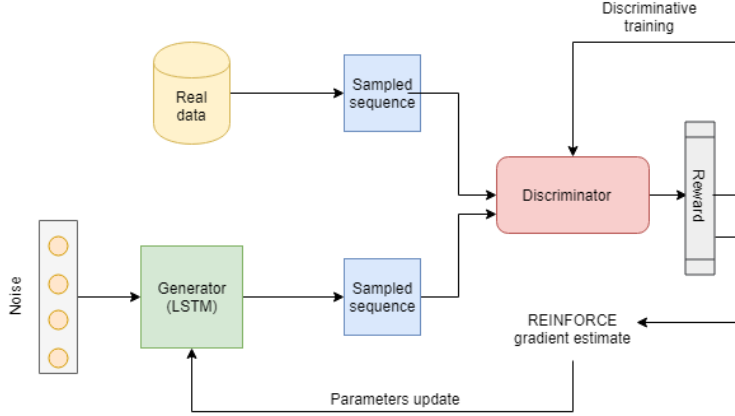 Discriminative
training
Real
data
Sampled
sequence
Discriminator
Reward
Noise
Generator
(LSTM)
Sampled
sequence
REINFORCE
gradient estimate
Parameters update